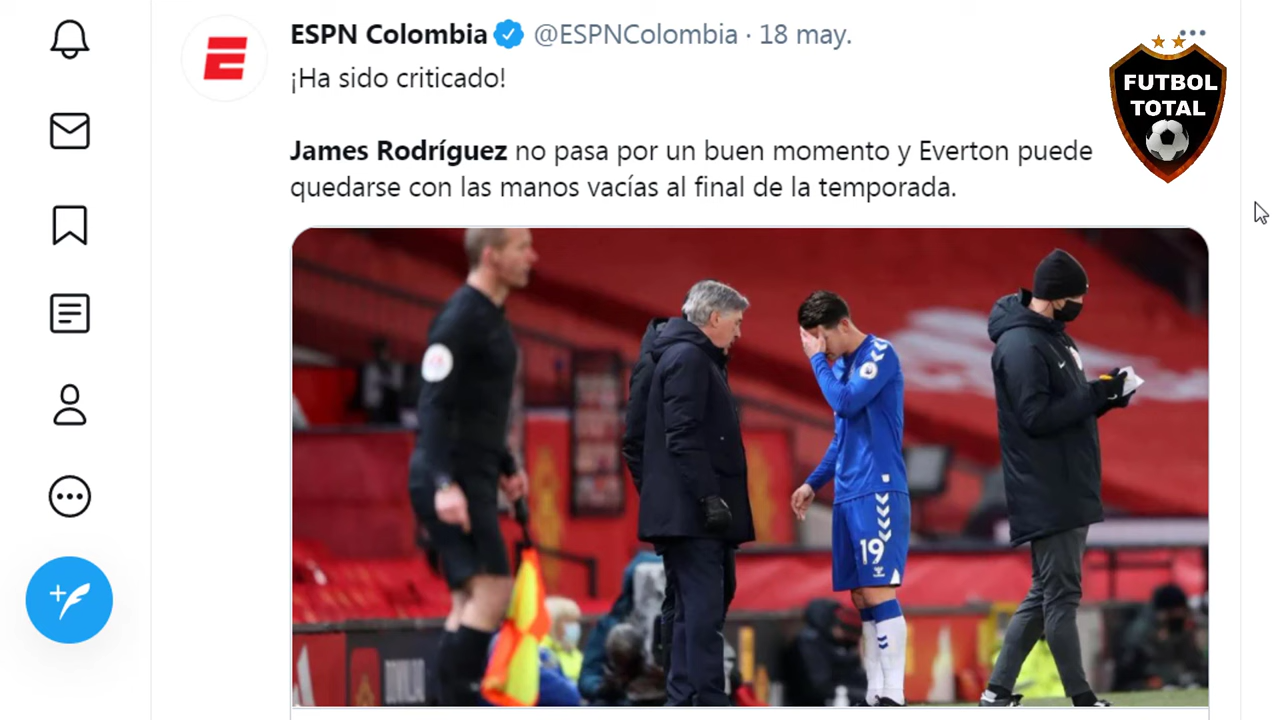 ESPN Colombia @ESPNColombia · 18 may.
¡Ha sido criticado!
James Rodríguez no pasa por un buen momento y Everton puede
quedarse con las manos vacías al final de la temporada.
FUTBOL
TOTAL
19